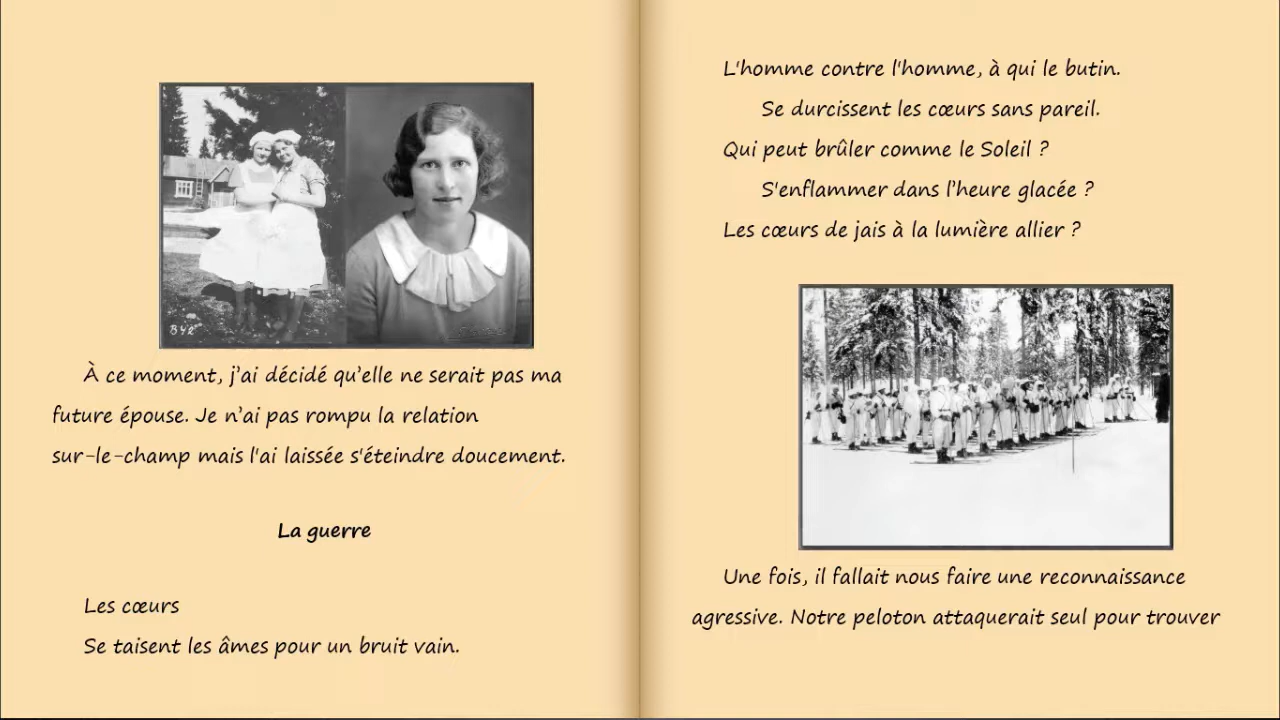 À ce moment, j’ai décidé qu’elle ne serait pas ma
future épouse. Je n’ai pas rompu la relation
sur-le-champ mais l'ai laissée s'éteindre doucement.
La guerre
Les cœurs
Se taisent les âmes pour un bruit vain.
L'homme contre l'homme, à qui le butin.
Se durcissent les cœurs sans pareil.
Qui peut brûler comme le Soleil ?
S'enflammer dans l’heure glacée ?
Les cœurs de jais à la lumière allier ?
Une fois, il fallait nous faire une reconnaissance
agressive. Notre peloton attaquerait seul pour trouver